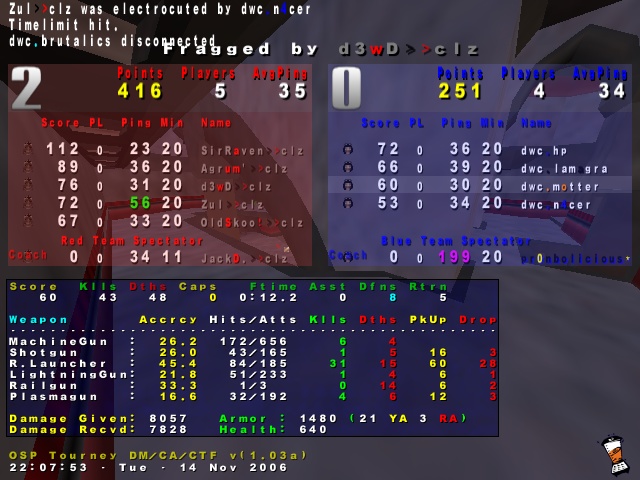 Zul>>clz was electrocuted by dwc.n4cer
Timelimit hit.
dwc.brutalics disconnected
Fragged by d3wD>>clz
2 Points Players AvgPing
416 5 35
Score PL Ping Min Name
112 0 23 20 SirRaven>>clz
89 0 36 20 Agrum'>>clz
76 0 31 20 d3wD>>clz
72 0 56 20 Zul>>clz
67 0 33 20 OldSkool>>clz
Red Team Spectator
Coach 0 0 34 11 JackO.>>clz
0 Points Players AvgPing
251 4 34
Score PL Ping Min Name
72 0 36 20 dwc.hp
66 0 39 20
60 0 30 20 dwc.motter
53 0 34 20 dwc.n4cer
Blue Team Spectator
Coach 0 0 199 20 pr0nbolicious*
Score Klls Dths Caps Ftime Asst Dfns Rtrn
60 43 48 0 0:12.2 0 8 5
Weapon Accrcy Hits/Atts Klls Dths PkUp Drop
MachineGun : 26.2 172/656 6 4
Shotgun : 26.0 43/165 1 5 16 3
R.Launcher : 45.4 84/185 31 15 60 28
LightningGun: 21.8 51/233 1 4 6 1
Railgun : 33.3 1/3 0 14 6 2
Plasmagun : 16.6 32/192 4 6 12 3
Damage Given: 8057 Armor : 1480 (21 YA 3 RA)
Damage Recvd: 7828 Health: 640
OSP Tourney DM/CA/CTF v(1.03a)
22:07:53 - Tue - 14 Nov 2006